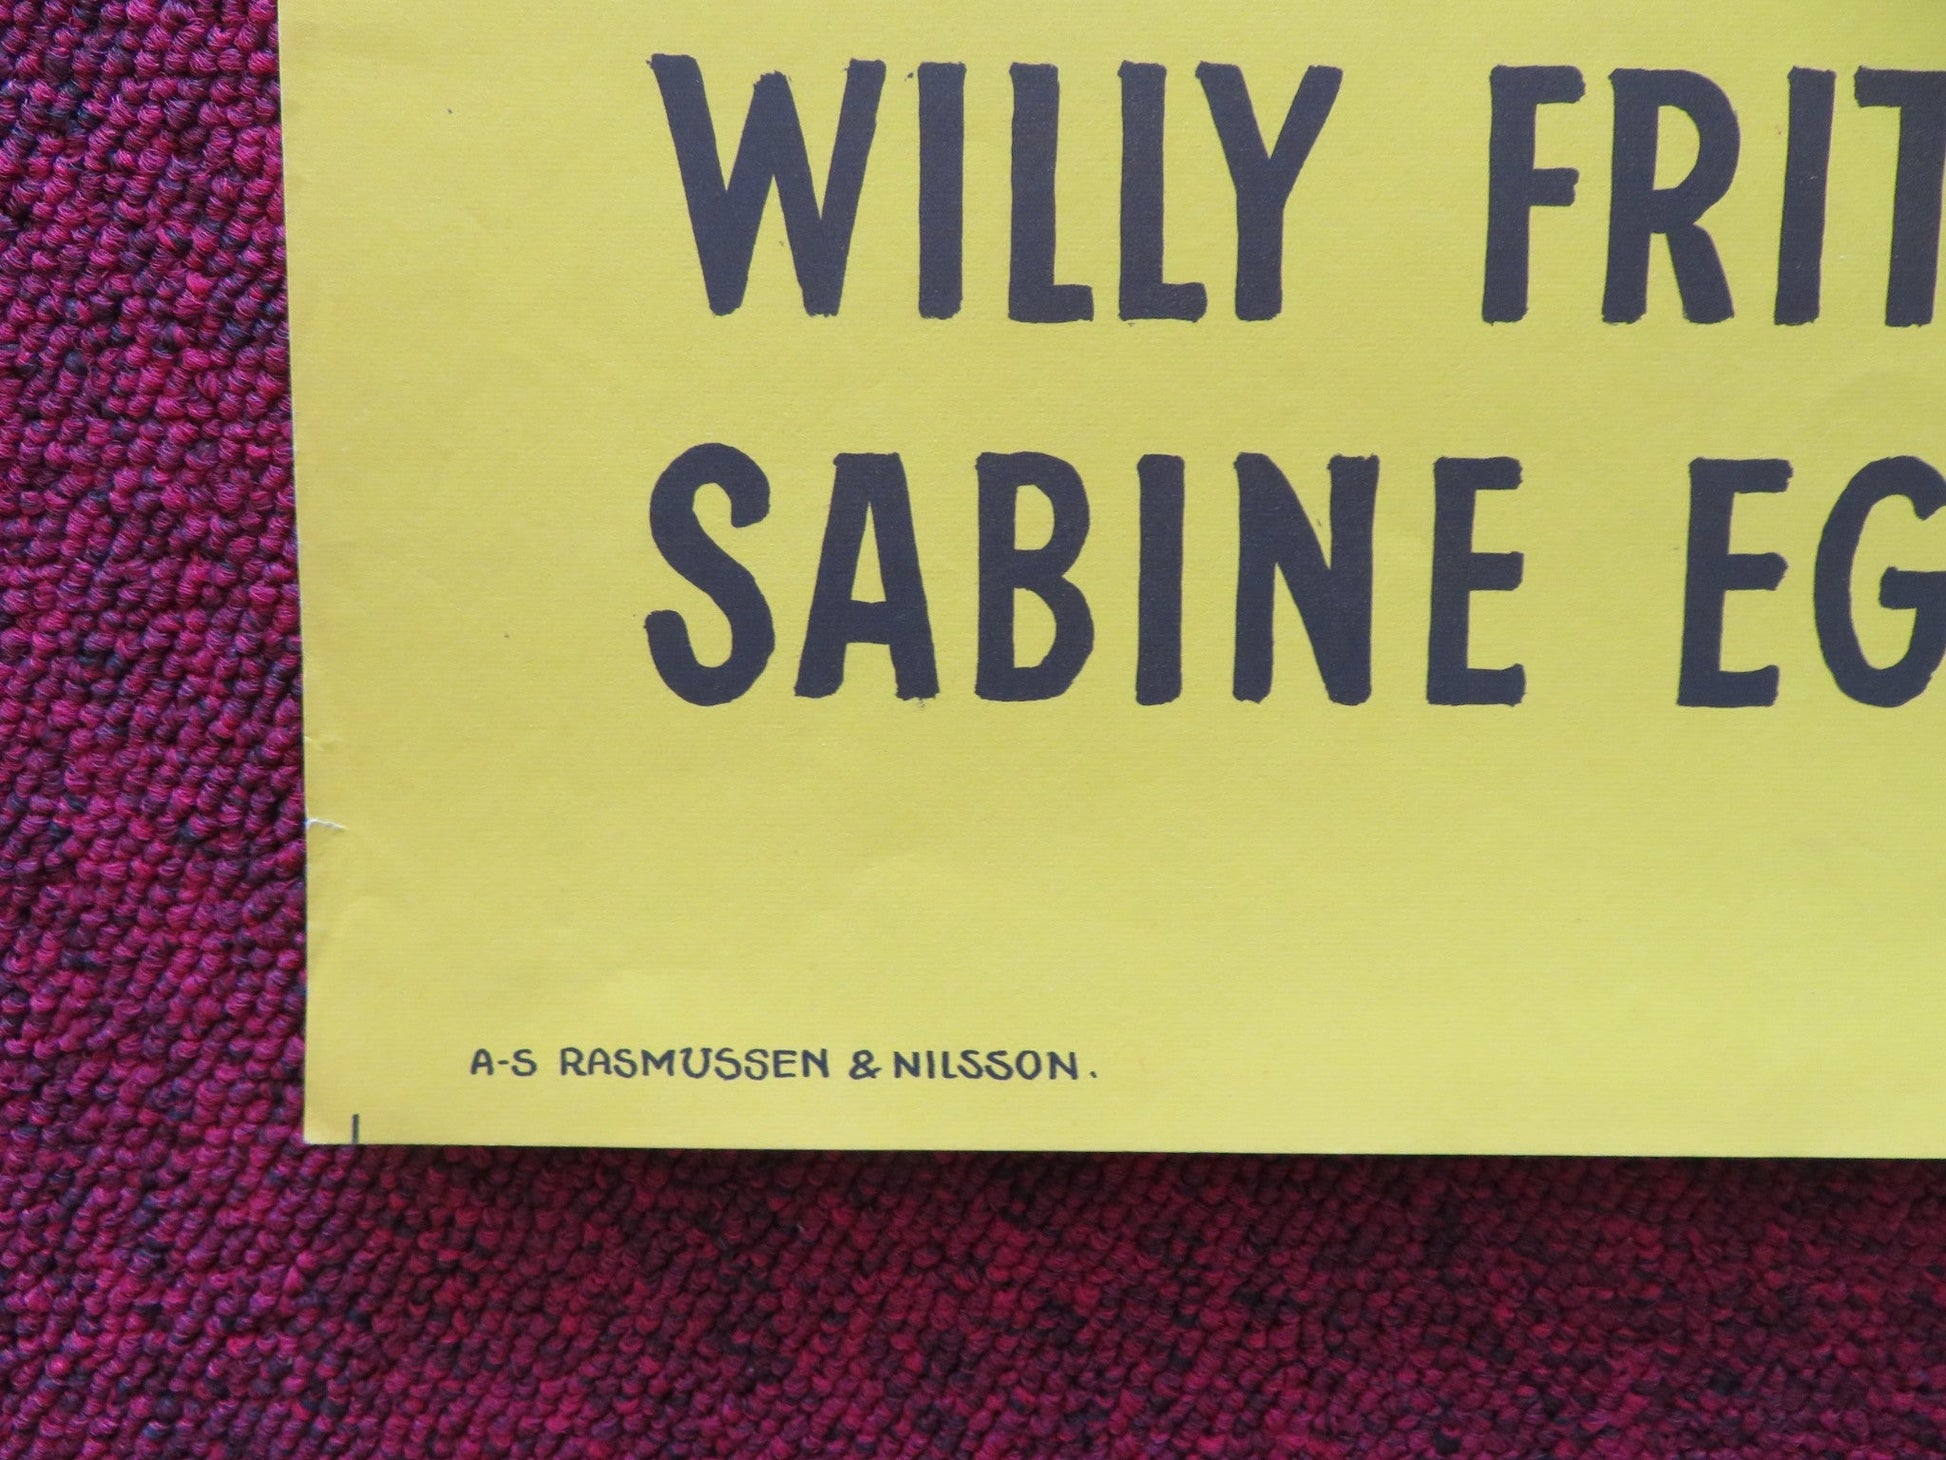 WILLY FRIT
SABINE EG
A-S RASMUSSEN & NILSSON.